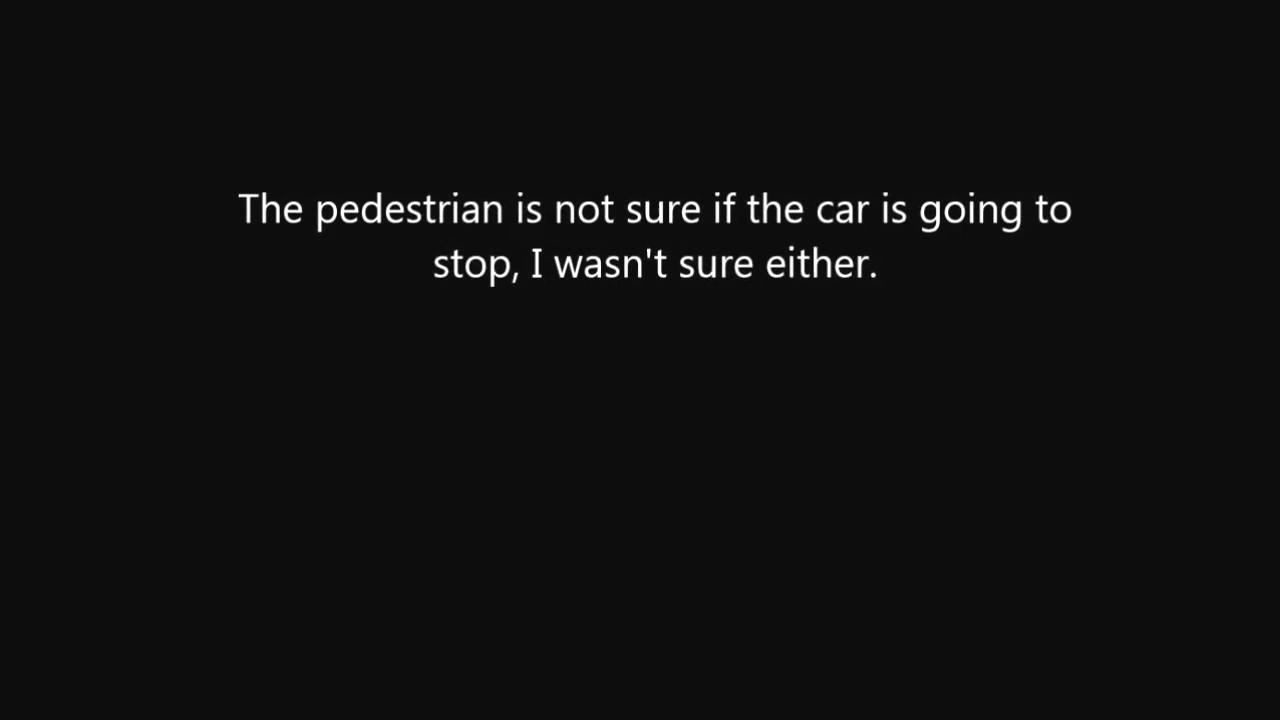 The pedestrian is not sure if the car is going to
stop, I wasn't sure either.